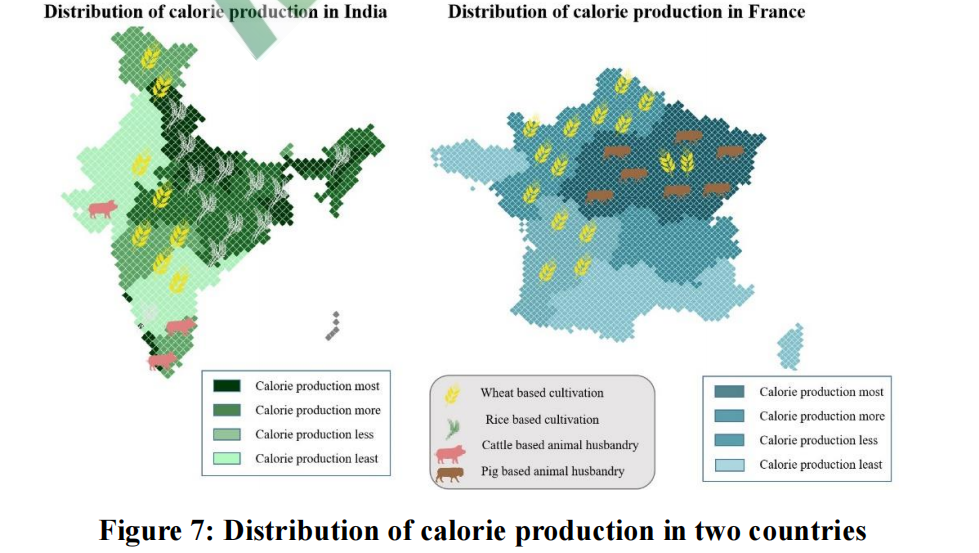 Distribution of calorie production in India
Distribution of calorie production in France
Calorie production most
Calorie production more
Calorie production less
Calorie production least
Wheat based cultivation
Rice based cultivation
Cattle based animal husbandry
Pig based animal husbandry
Calorie production most
Calorie production more
Calorie production less
Calorie production least
Figure 7: Distribution of calorie production in two countries